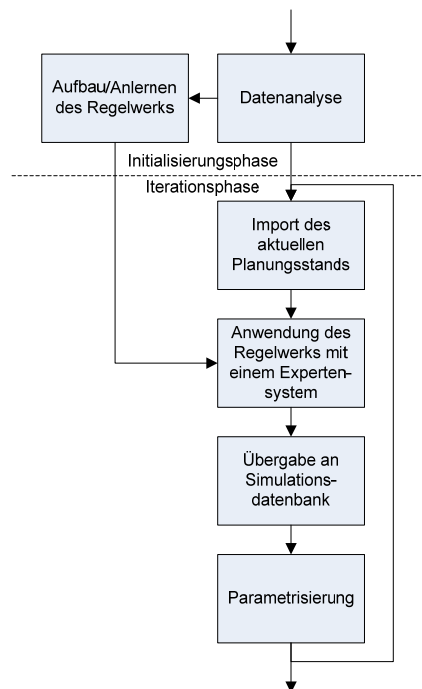 Aufbau/Anlernen
des Regelwerks
Datenanalyse
Initialisierungsphase
Iterationsphase
Import des
aktuellen
Planungsstands
Anwendung des
Regelwerks mit
einem Experten-
system
Übergabe an
Simulations-
datenbank
Parametrisierung